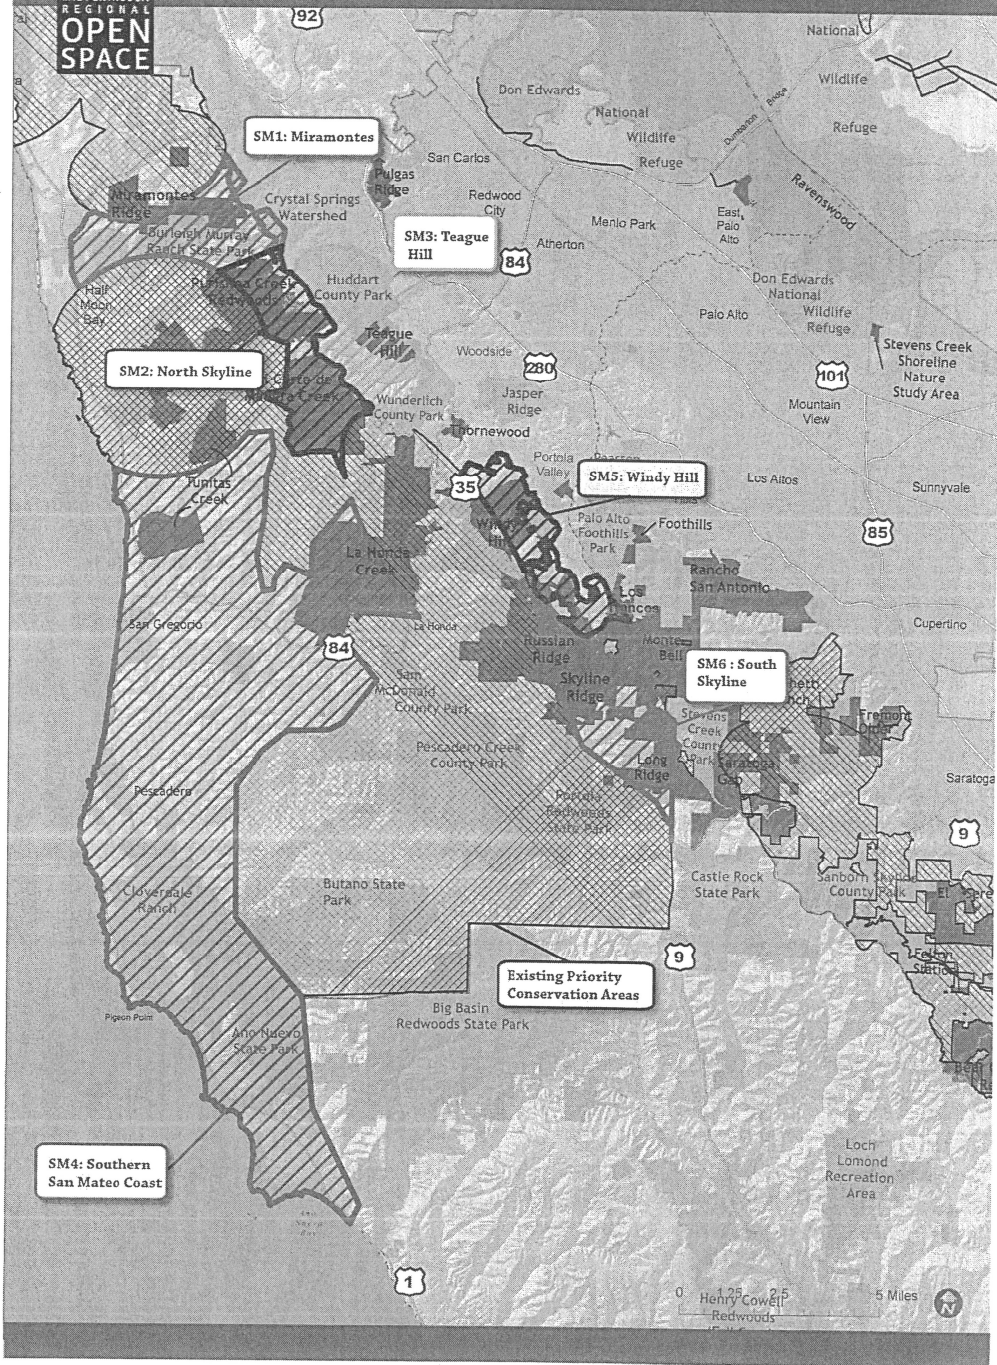 REGIONAL
OPEN
SPACE
92
National
Wildlife
Refuge
Don Edwards
National
Wildlife
Refuge
Dumbarton
Bridge
Ravenswood
SM1: Miramontes
San Carlos
Pulgas
Ridge
Miramontes
Ridge
Crystal Springs
Watershed
Redwood
City
East
Palo
Alto
Menlo Park
Burleigh Murray
Ranch State Park
SM3: Teague
Hill
84
Atherton
Purisima Creek
Redwoods
Huddart
County Park
Don Edwards
National
Wildlife
Refuge
Half
Moon
Bay
Palo Alto
Teague
Hill
Woodside
280
Stevens Creek
Shoreline
Nature
Study Area
SM2: North Skyline
101
Jasper
Ridge
Wunderlich
County Park
Mountain
View
Thornewood
Portola
Valley
35
SM5: Windy Hill
Los Altos
Hills
Sunnyvale
Tunitas
Creek
Windy
Hill
Palo Alto
Foothills
Park
Foothills
85
La Honda
Creek
Rancho
San Antonio
Los
Trancos
San Gregorio
La Honda
Cupertino
84
Russian
Ridge
Monte
Bell
SM6 : South
Skyline
Sam
McDonald
County Park
Skyline
Ridge
Stevens
Creek
County
Park
Fremont
Older
Pescadero Creek
County Park
Long
Ridge
Saratoga
Gap
Saratoga
Pescadero
Portola
Redwoods
State Park
9
Butano State
Park
Castle Rock
State Park
Sanborn Skyline
County Park
El
Cloverdale
Ranch
9
Felton
Station
Existing Priority
Conservation Areas
Pigeon Point
Big Basin
Redwoods State Park
Año Nuevo
State Park
Bear
SM4: Southern
San Mateo Coast
Loch
Lomond
Recreation
Area
1
0 1.25 2.5 5 Miles
N
Henry Cowell
Redwoods